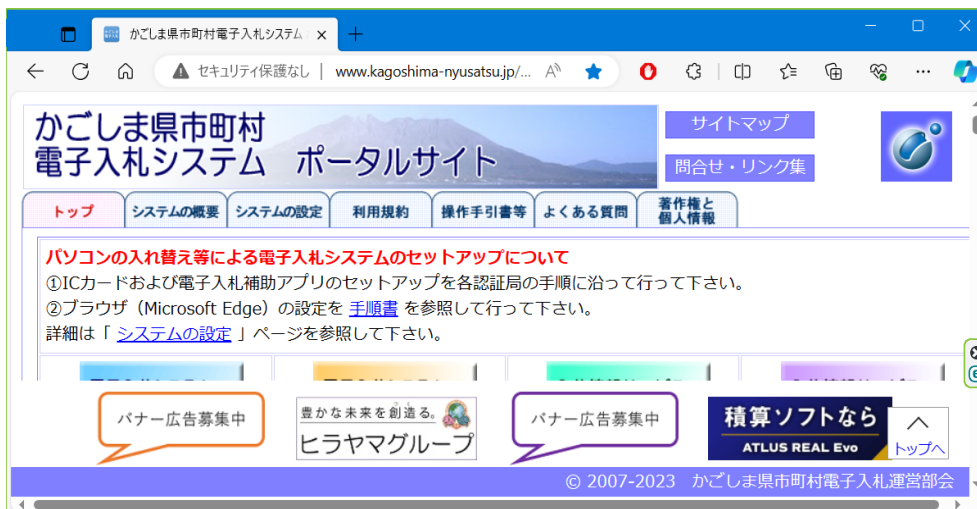 かごしま県市町村電子入札システム
セキュリティ保護なし | www.kagoshima-nyusatsu.jp/...
かごしま県市町村
電子入札システム ポータルサイト
サイトマップ
問合せ・リンク集
トップ システムの概要 システムの設定 利用規約 操作手引書等 よくある質問 著作権と個人情報
パソコンの入れ替え等による電子入札システムのセットアップについて
①ICカードおよび電子入札補助アプリのセットアップを各認証局の手順に沿って行って下さい。
②ブラウザ（Microsoft Edge）の設定を 手順書 を参照して行って下さい。
詳細は「 システムの設定 」ページを参照して下さい。
バナー広告募集中
豊かな未来を創造る。
ヒラヤマグループ
バナー広告募集中
積算ソフトなら
ATLUS REAL Evo
トップへ
© 2007-2023 かごしま県市町村電子入札運営部会